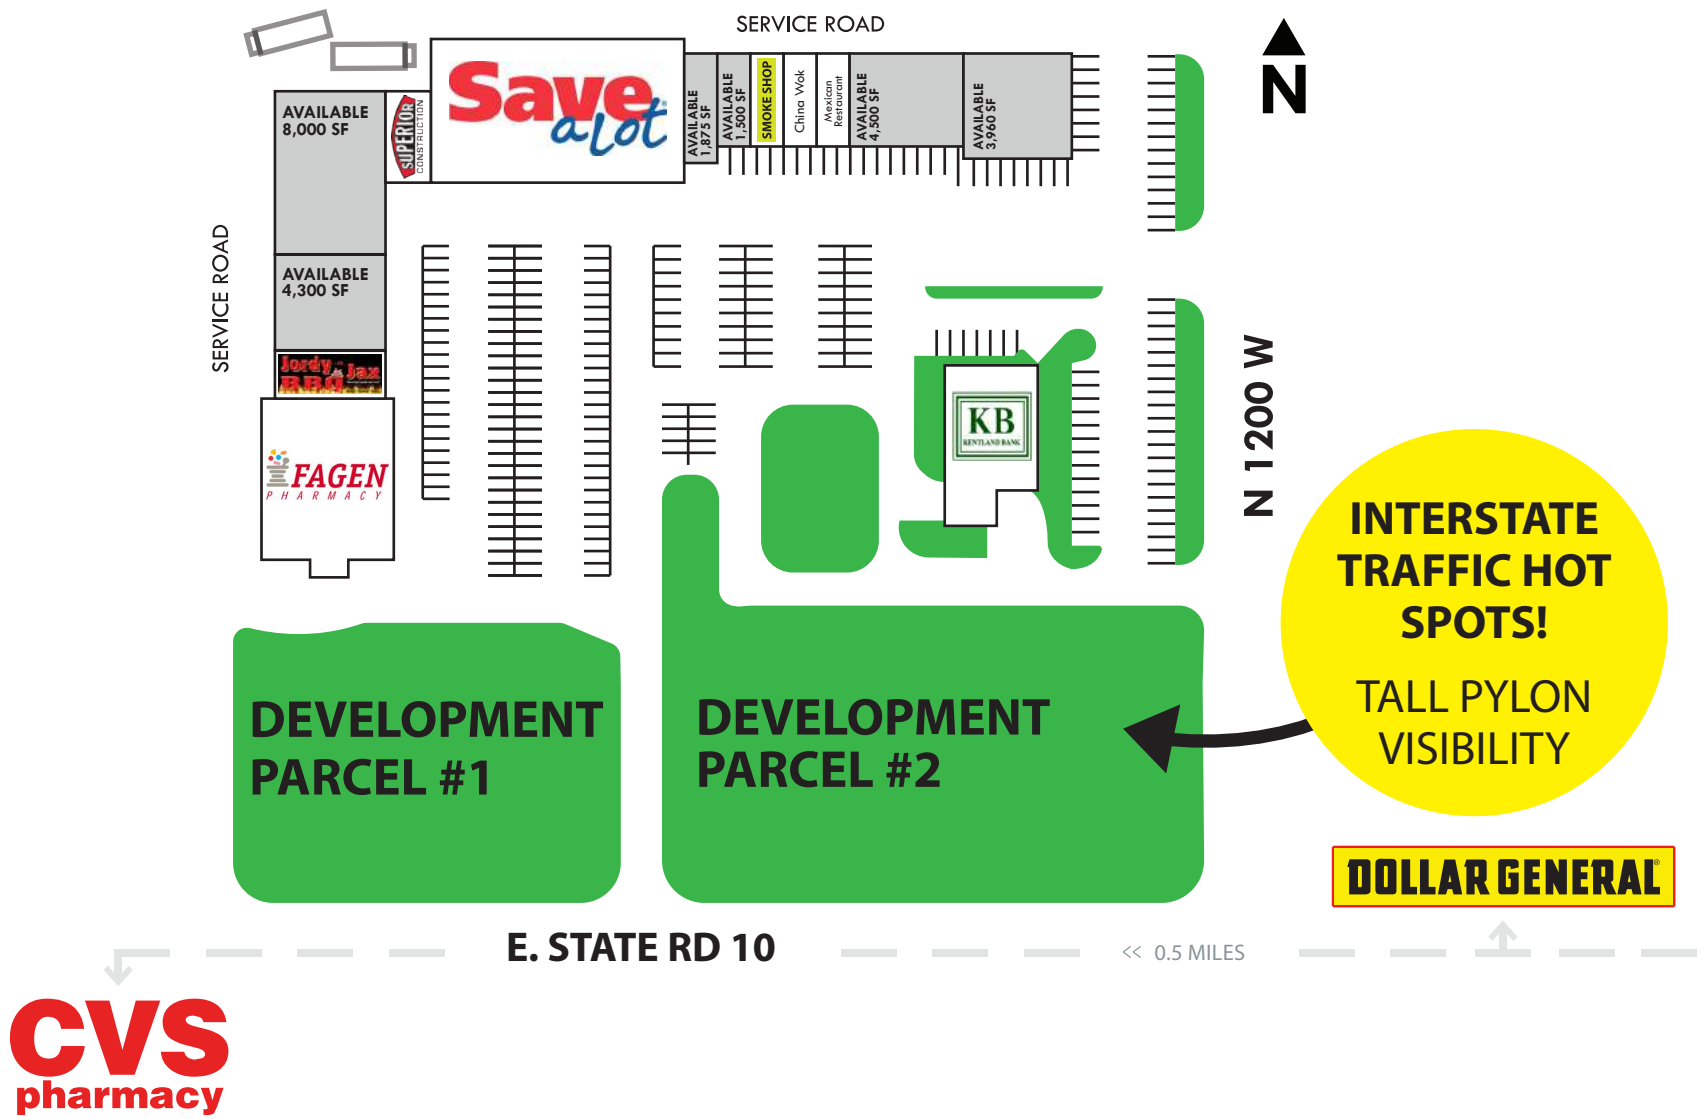 SERVICE ROAD
N
AVAILABLE
8,000 SF
SUPERIOR
CONSTRUCTION
Save
a lot
AVAILABLE
1,875 SF
AVAILABLE
1,500 SF
SMOKE SHOP
China Wok
Mexican
Restaurant
AVAILABLE
4,500 SF
AVAILABLE
3,960 SF
SERVICE ROAD
AVAILABLE
4,300 SF
Jordy Jax
BBQ
FAGEN
PHARMACY
KB
KENTLAND BANK
N 1200 W
INTERSTATE
TRAFFIC HOT
SPOTS!
TALL PYLON
VISIBILITY
DEVELOPMENT
PARCEL #1
DEVELOPMENT
PARCEL #2
DOLLAR GENERAL®
E. STATE RD 10
<< 0.5 MILES
CVS
pharmacy